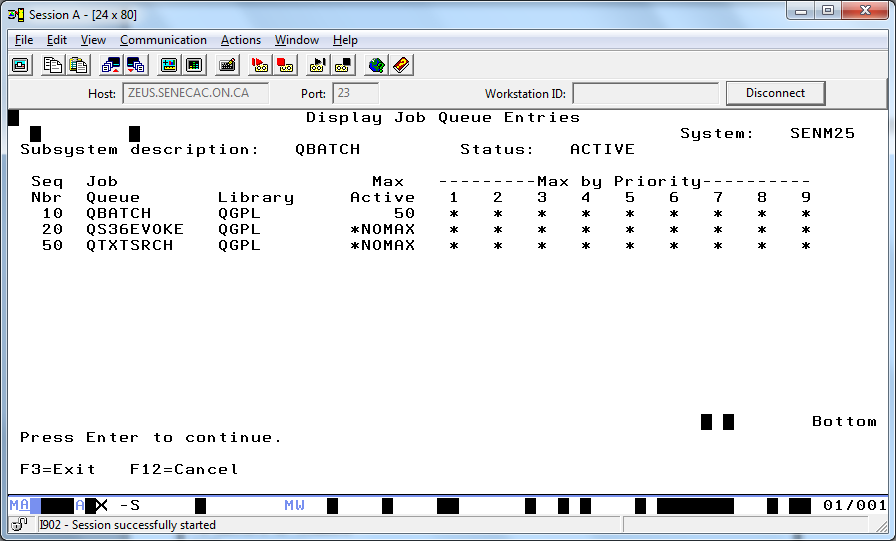 Session A - [24 x 80]
File Edit View Communication Actions Window Help
Host: ZEUS.SENECAC.ON.CA Port: 23 Workstation ID: Disconnect
Display Job Queue Entries
System: SENM25
Subsystem description: QBATCH Status: ACTIVE
Seq Job Max ---------Max by Priority----------
Nbr Queue Library Active 1 2 3 4 5 6 7 8 9
10 QBATCH QGPL 50 * * * * * * * * *
20 QS36EVOKE QGPL *NOMAX * * * * * * * * *
50 QTXTSRCH QGPL *NOMAX * * * * * * * * *
Bottom
Press Enter to continue.
F3=Exit F12=Cancel
MA A X -S MW 01/001
I902 - Session successfully started